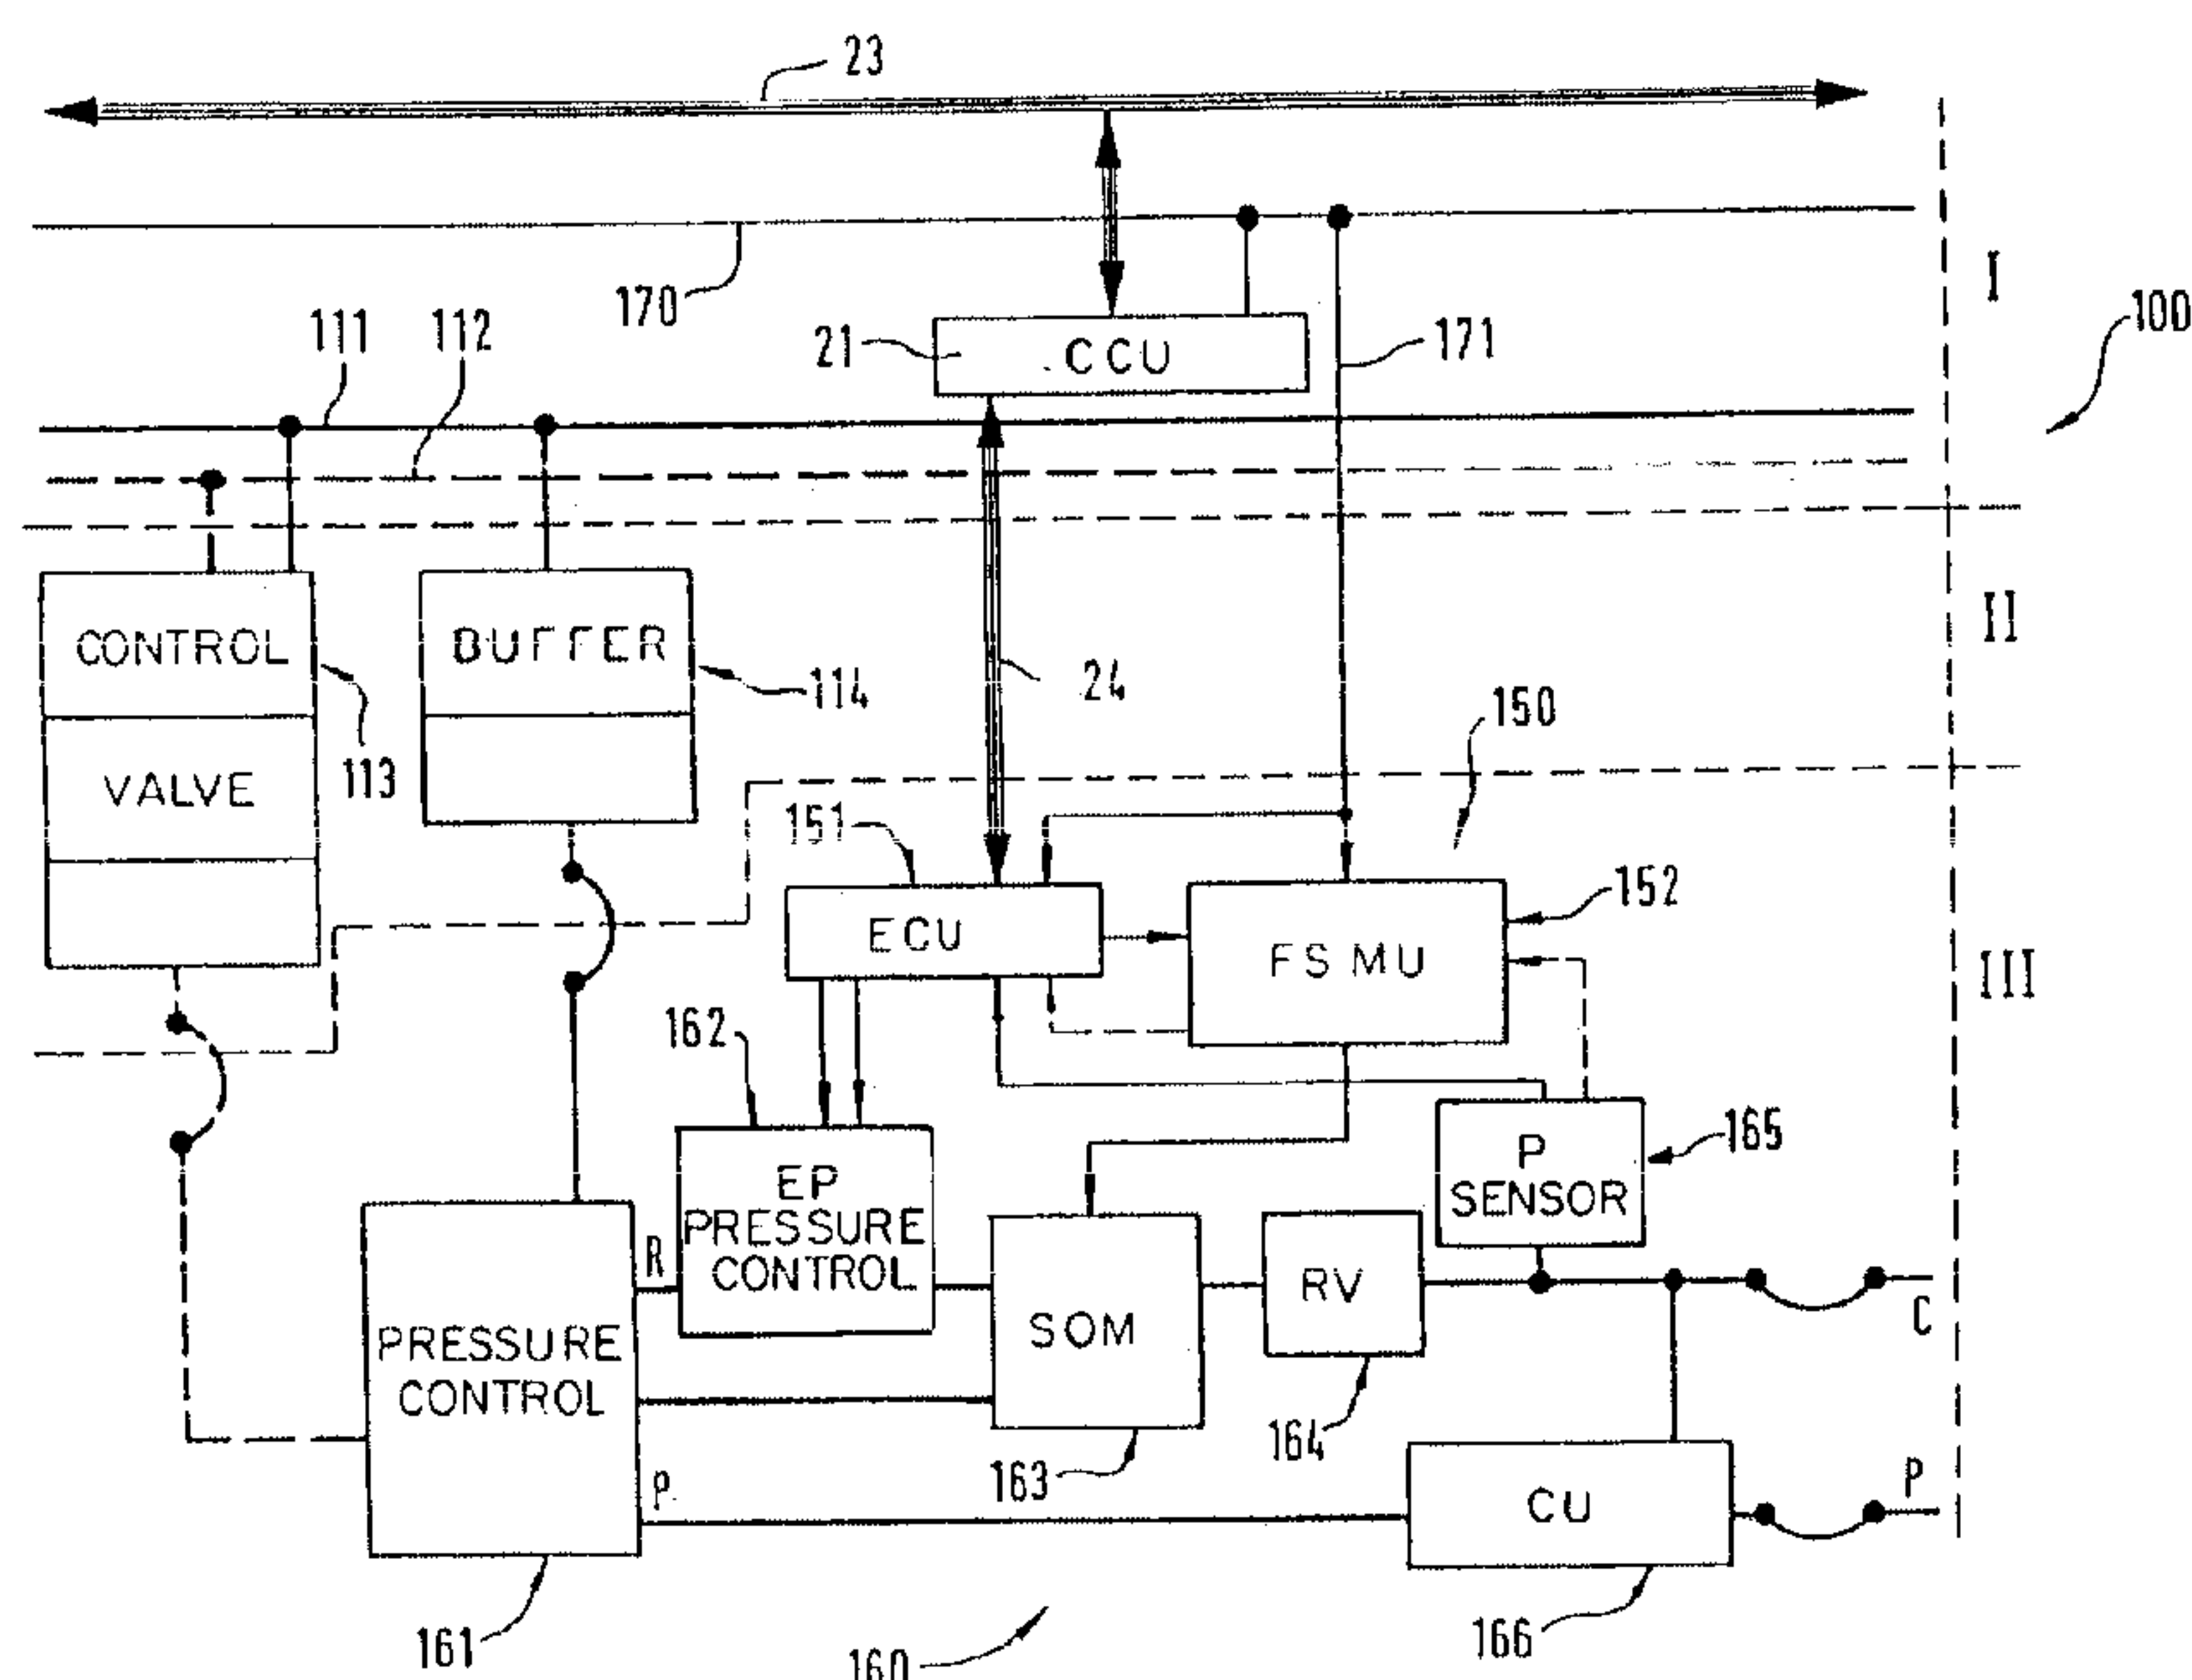 23
170
I
100
111
112
21
CCU
171
CONTROL
BUFFER
II
24
114
VALVE
113
150
151
ECU
FSMU
152
III
162
P
SENSOR
165
EP
PRESSURE
CONTROL
R
SOM
RV
C
PRESSURE
CONTROL
163
164
P
CU
P
161
160
166